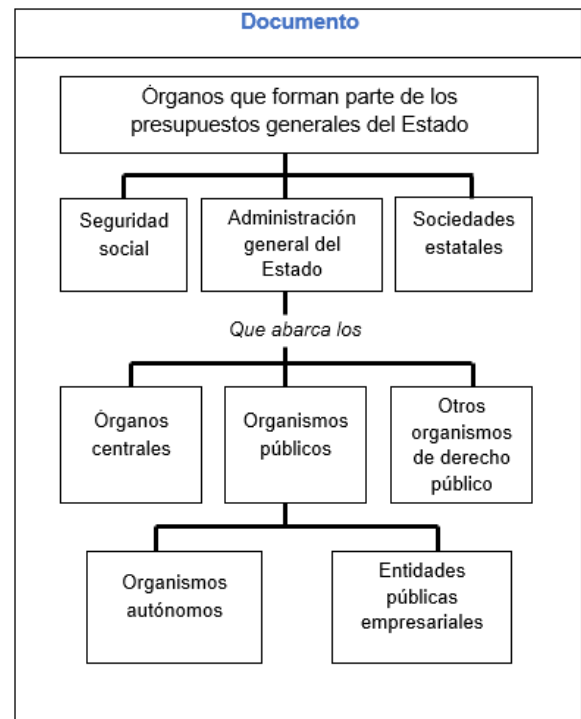 Documento
Órganos que forman parte de los
presupuestos generales del Estado
Seguridad
social
Administración
general del
Estado
Sociedades
estatales
Que abarca los
Órganos
centrales
Organismos
públicos
Otros
organismos
de derecho
público
Organismos
autónomos
Entidades
públicas
empresariales